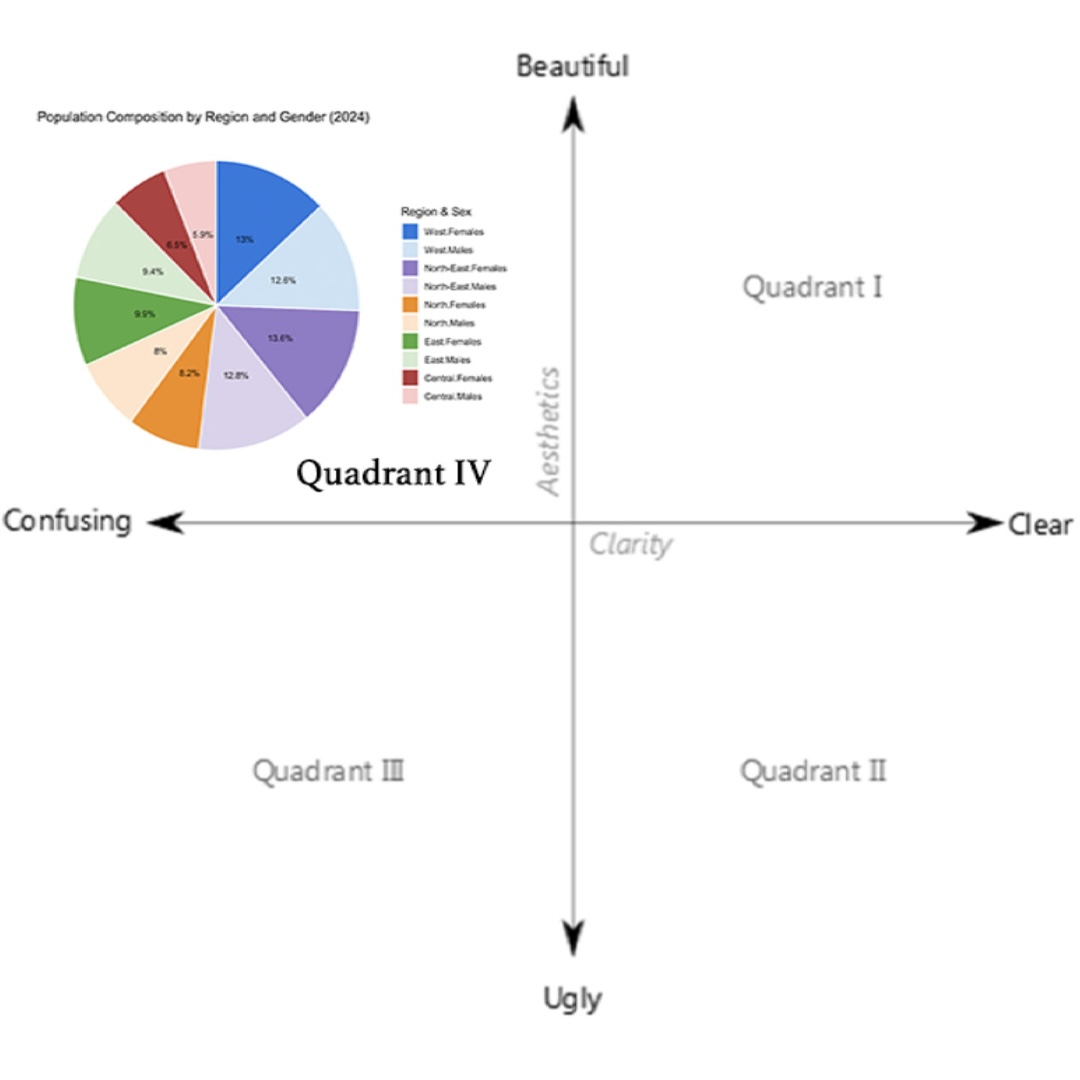 Beautiful
Population Composition by Region and Gender (2024)
Region & Sex
West.Females
West.Males
North-East.Females
North-East.Males
North.Females
North.Males
East.Females
East.Males
Central.Females
Central.Males
13%
12.6%
13.6%
12.8%
8.2%
8%
9.9%
9.4%
6.5%
5.9%
Quadrant IV
Quadrant I
Aesthetics
Confusing
Clear
Clarity
Quadrant III
Quadrant II
Ugly